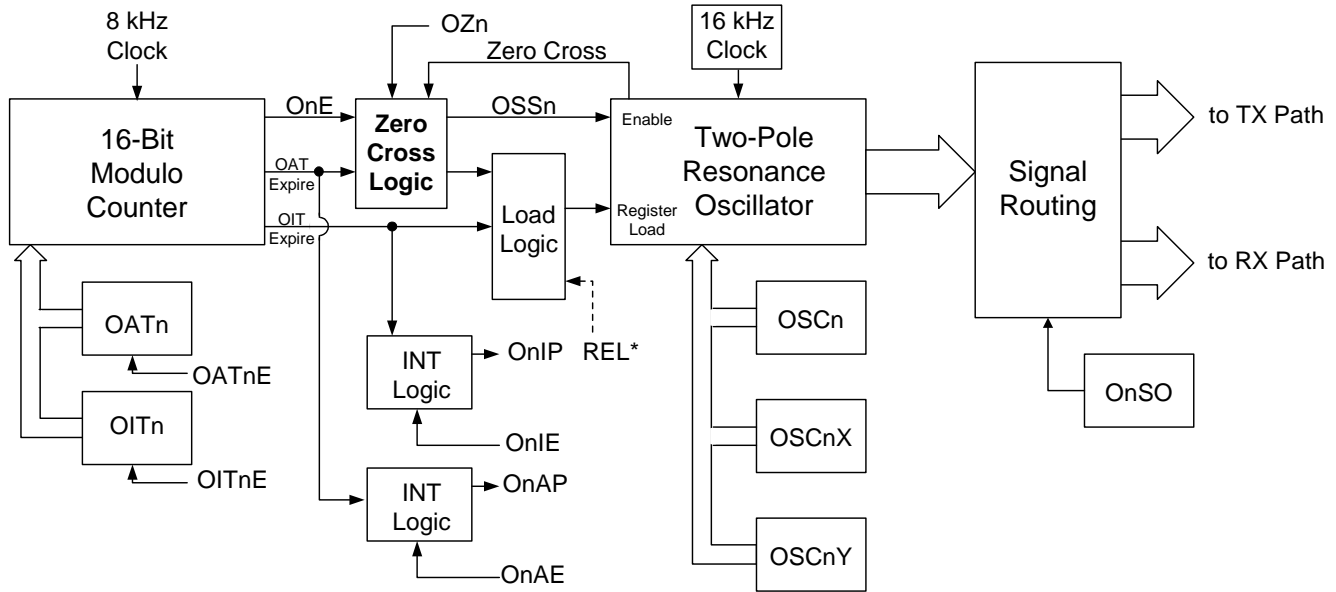 8 kHz
Clock
OZn
16 kHz
Clock
Zero Cross
OnE
OSSn
16-Bit
Modulo
Counter
OAT
Expire
OIT
Expire
Zero
Cross
Logic
Load
Logic
Enable
Register
Load
Two-Pole
Resonance
Oscillator
Signal
Routing
to TX Path
to RX Path
OATn
OATnE
OITn
OITnE
INT
Logic
OnIP
REL*
OnIE
INT
Logic
OnAP
OnAE
OSCn
OSCnX
OSCnY
OnSO